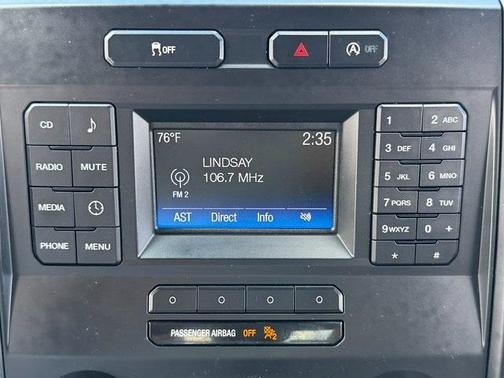 OFF
A OFF
CD
RADIO MUTE
MEDIA
PHONE MENU
76°F 2:35
LINDSAY
106.7 MHz
FM 2
AST Direct Info
1 2 ABC
3 DEF 4 GHI
5 JKL 6 MNO
7 PQRS 8 TUV
9 WXYZ 0 +
* #
PASSENGER AIRBAG OFF 2